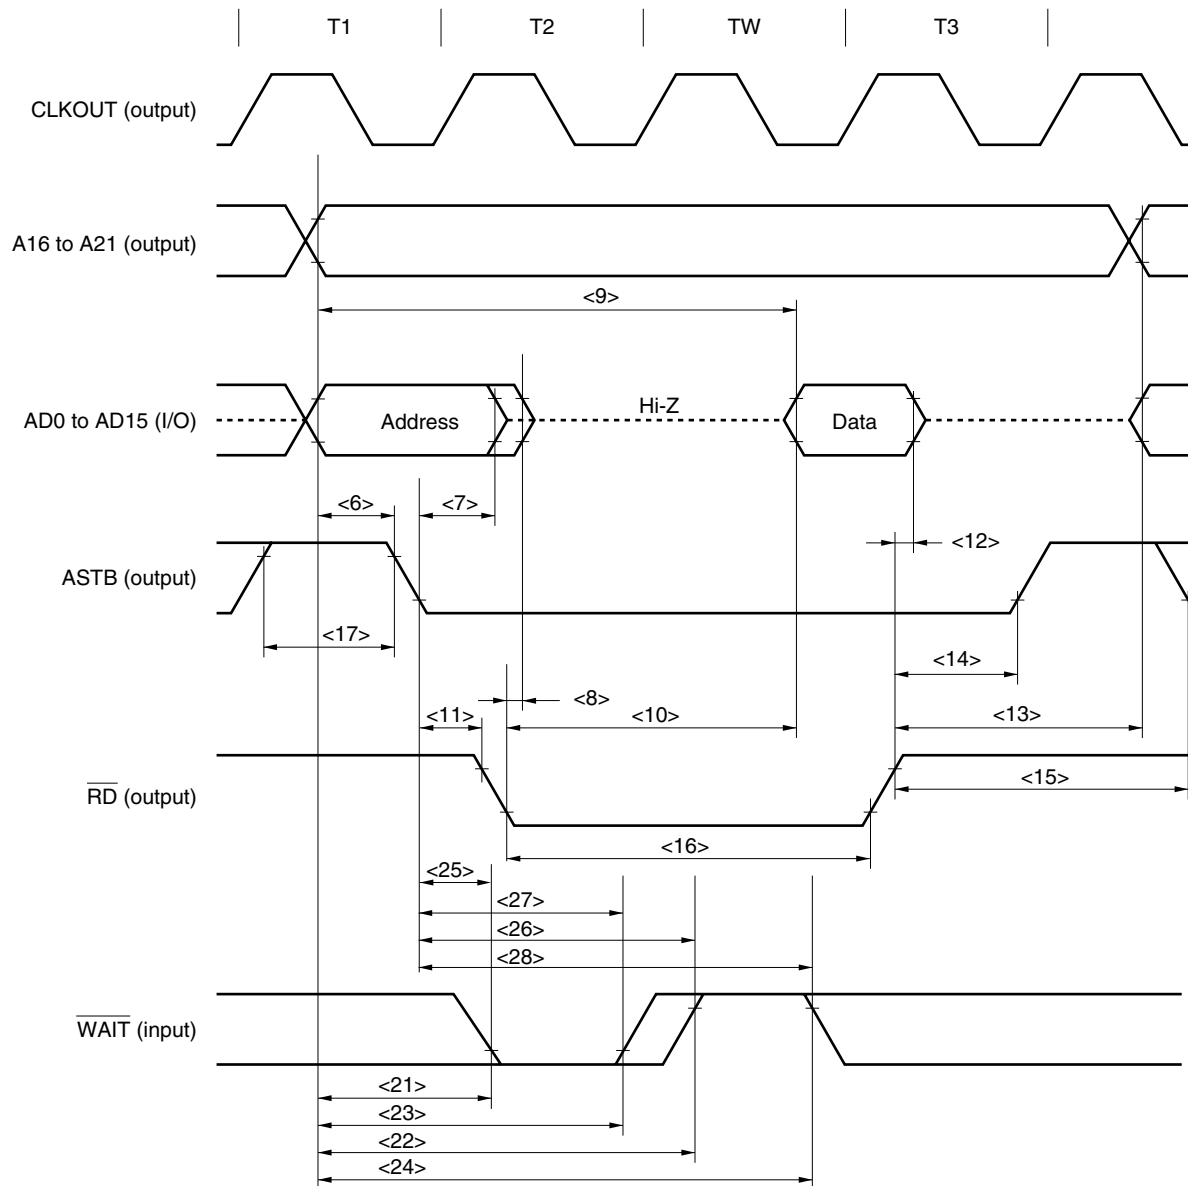 T1 T2 TW T3
CLKOUT (output)
A16 to A21 (output)
<9>
AD0 to AD15 (I/O)
Address
Hi-Z
Data
<6>
<7>
<12>
ASTB (output)
<17>
<14>
<8>
<11>
<10>
<13>
RD (output)
<15>
<16>
<25>
<27>
<26>
<28>
WAIT (input)
<21>
<23>
<22>
<24>